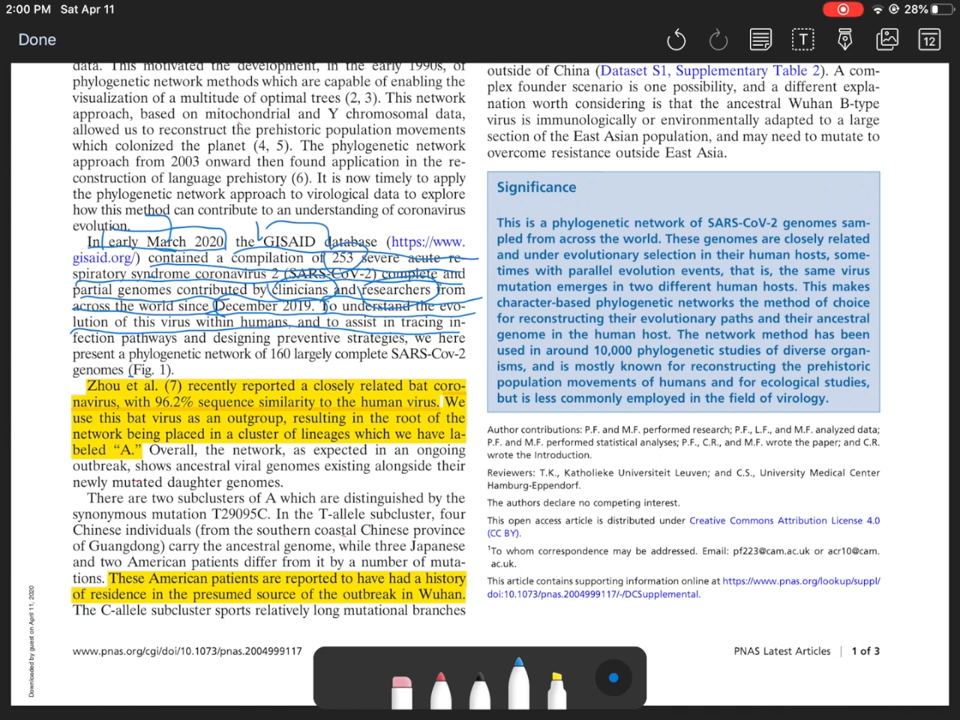 2:00 PM Sat Apr 11
28%
Done
T
12
data. This motivated the development, in the early 1990s, of
phylogenetic network methods which are capable of enabling the
visualization of a multitude of optimal trees (2, 3). This network
approach, based on mitochondrial and Y chromosomal data,
allowed us to reconstruct the prehistoric population movements
which colonized the planet (4, 5). The phylogenetic network
approach from 2003 onward then found application in the re-
construction of language prehistory (6). It is now timely to apply
the phylogenetic network approach to virological data to explore
how this method can contribute to an understanding of coronavirus
evolution.
In early March 2020, the GISAID database (https://www.
gisaid.org/) contained a compilation of 253 severe acute re-
spiratory syndrome coronavirus 2 (SARS-CoV-2) complete and
partial genomes contributed by clinicians and researchers from
across the world since December 2019. To understand the evo-
lution of this virus within humans, and to assist in tracing in-
fection pathways and designing preventive strategies, we here
present a phylogenetic network of 160 largely complete SARS-Cov-2
genomes (Fig. 1).
Zhou et al. (7) recently reported a closely related bat coro-
navirus, with 96.2% sequence similarity to the human virus. We
use this bat virus as an outgroup, resulting in the root of the
network being placed in a cluster of lineages which we have la-
beled “A.” Overall, the network, as expected in an ongoing
outbreak, shows ancestral viral genomes existing alongside their
newly mutated daughter genomes.
There are two subclusters of A which are distinguished by the
synonymous mutation T29095C. In the T-allele subcluster, four
Chinese individuals (from the southern coastal Chinese province
of Guangdong) carry the ancestral genome, while three Japanese
and two American patients differ from it by a number of muta-
tions. These American patients are reported to have had a history
of residence in the presumed source of the outbreak in Wuhan.
The C-allele subcluster sports relatively long mutational branches
outside of China (Dataset S1, Supplementary Table 2). A com-
plex founder scenario is one possibility, and a different expla-
nation worth considering is that the ancestral Wuhan B-type
virus is immunologically or environmentally adapted to a large
section of the East Asian population, and may need to mutate to
overcome resistance outside East Asia.
Significance
This is a phylogenetic network of SARS-CoV-2 genomes sam-
pled from across the world. These genomes are closely related
and under evolutionary selection in their human hosts, some-
times with parallel evolution events, that is, the same virus
mutation emerges in two different human hosts. This makes
character-based phylogenetic networks the method of choice
for reconstructing their evolutionary paths and their ancestral
genome in the human host. The network method has been
used in around 10,000 phylogenetic studies of diverse organ-
isms, and is mostly known for reconstructing the prehistoric
population movements of humans and for ecological studies,
but is less commonly employed in the field of virology.
Author contributions: P.F. and M.F. performed research; P.F., L.F., and M.F. analyzed data;
P.F. and M.F. performed statistical analyses; P.F., C.R., and M.F. wrote the paper; and C.R.
wrote the Introduction.
Reviewers: T.K., Katholieke Universiteit Leuven; and C.S., University Medical Center
Hamburg-Eppendorf.
The authors declare no competing interest.
This open access article is distributed under Creative Commons Attribution License 4.0
(CC BY).
1To whom correspondence may be addressed. Email: pf223@cam.ac.uk or acr10@cam.
ac.uk.
This article contains supporting information online at https://www.pnas.org/lookup/suppl/
doi:10.1073/pnas.2004999117/-/DCSupplemental.
Downloaded by guest on April 11, 2020
www.pnas.org/cgi/doi/10.1073/pnas.2004999117
PNAS Latest Articles | 1 of 3